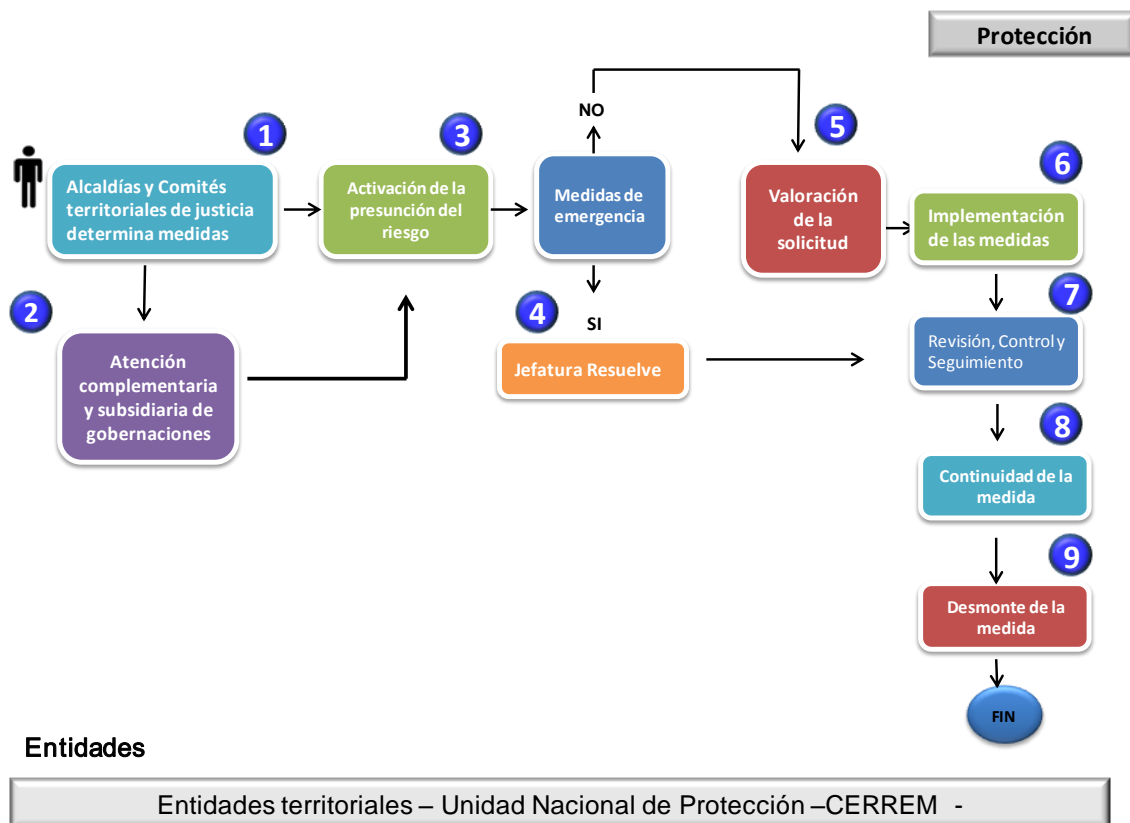 Protección
1
Alcaldías y Comités
territoriales de justicia
determina medidas
2
Atención
complementaria
y subsidiaria de
gobernaciones
3
Activación de la
presunción del
riesgo
NO
Medidas de
emergencia
SI
4
Jefatura Resuelve
5
Valoración
de la
solicitud
6
Implementación
de las medidas
7
Revisión, Control y
Seguimiento
8
Continuidad de la
medida
9
Desmonte de la
medida
FIN
Entidades
Entidades territoriales – Unidad Nacional de Protección –CERREM -